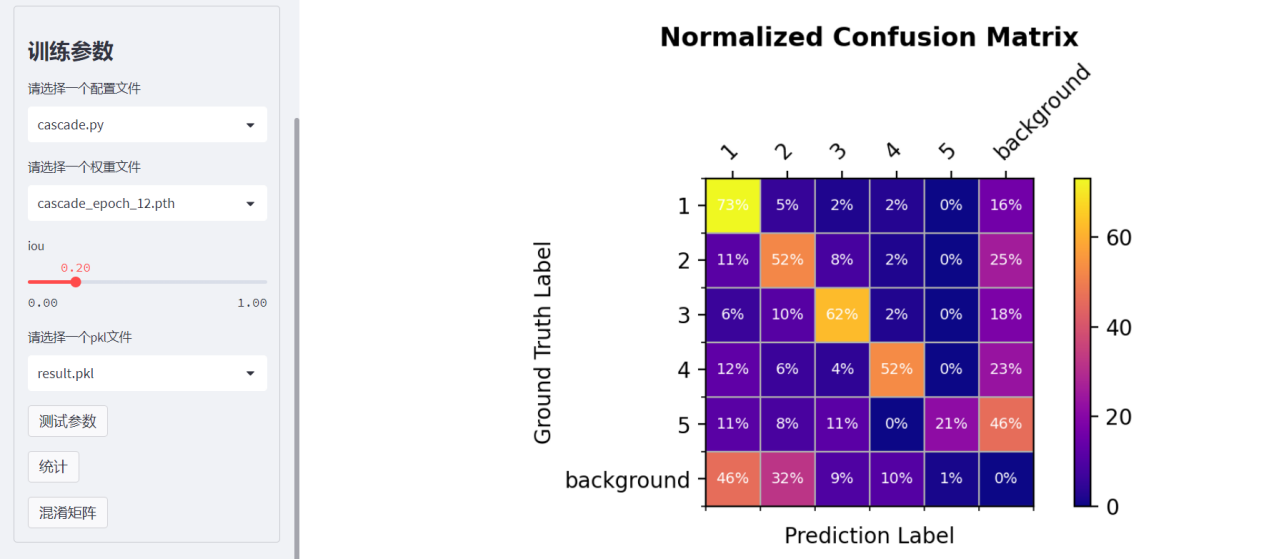 训练参数
请选择一个配置文件
cascade.py
请选择一个权重文件
cascade_epoch_12.pth
iou
0.20
0.00 1.00
请选择一个pkl文件
result.pkl
测试参数
统计
混淆矩阵
Normalized Confusion Matrix
1 2 3 4 5 background
1 73% 5% 2% 2% 0% 16%
2 11% 52% 8% 2% 0% 25%
3 6% 10% 62% 2% 0% 18%
4 12% 6% 4% 52% 0% 23%
5 11% 8% 11% 0% 21% 46%
background 46% 32% 9% 10% 1% 0%
Ground Truth Label
Prediction Label
60
40
20
0